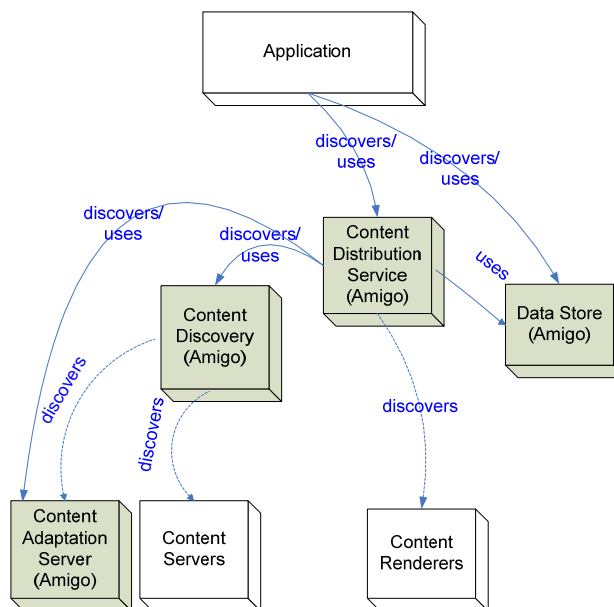 Application
discovers/
uses
discovers/
uses
discovers/
uses
discovers/
uses
Content
Distribution
Service
(Amigo)
uses
Content
Discovery
(Amigo)
Data Store
(Amigo)
discovers
discovers
discovers
Content
Adaptation
Server
(Amigo)
Content
Servers
Content
Renderers